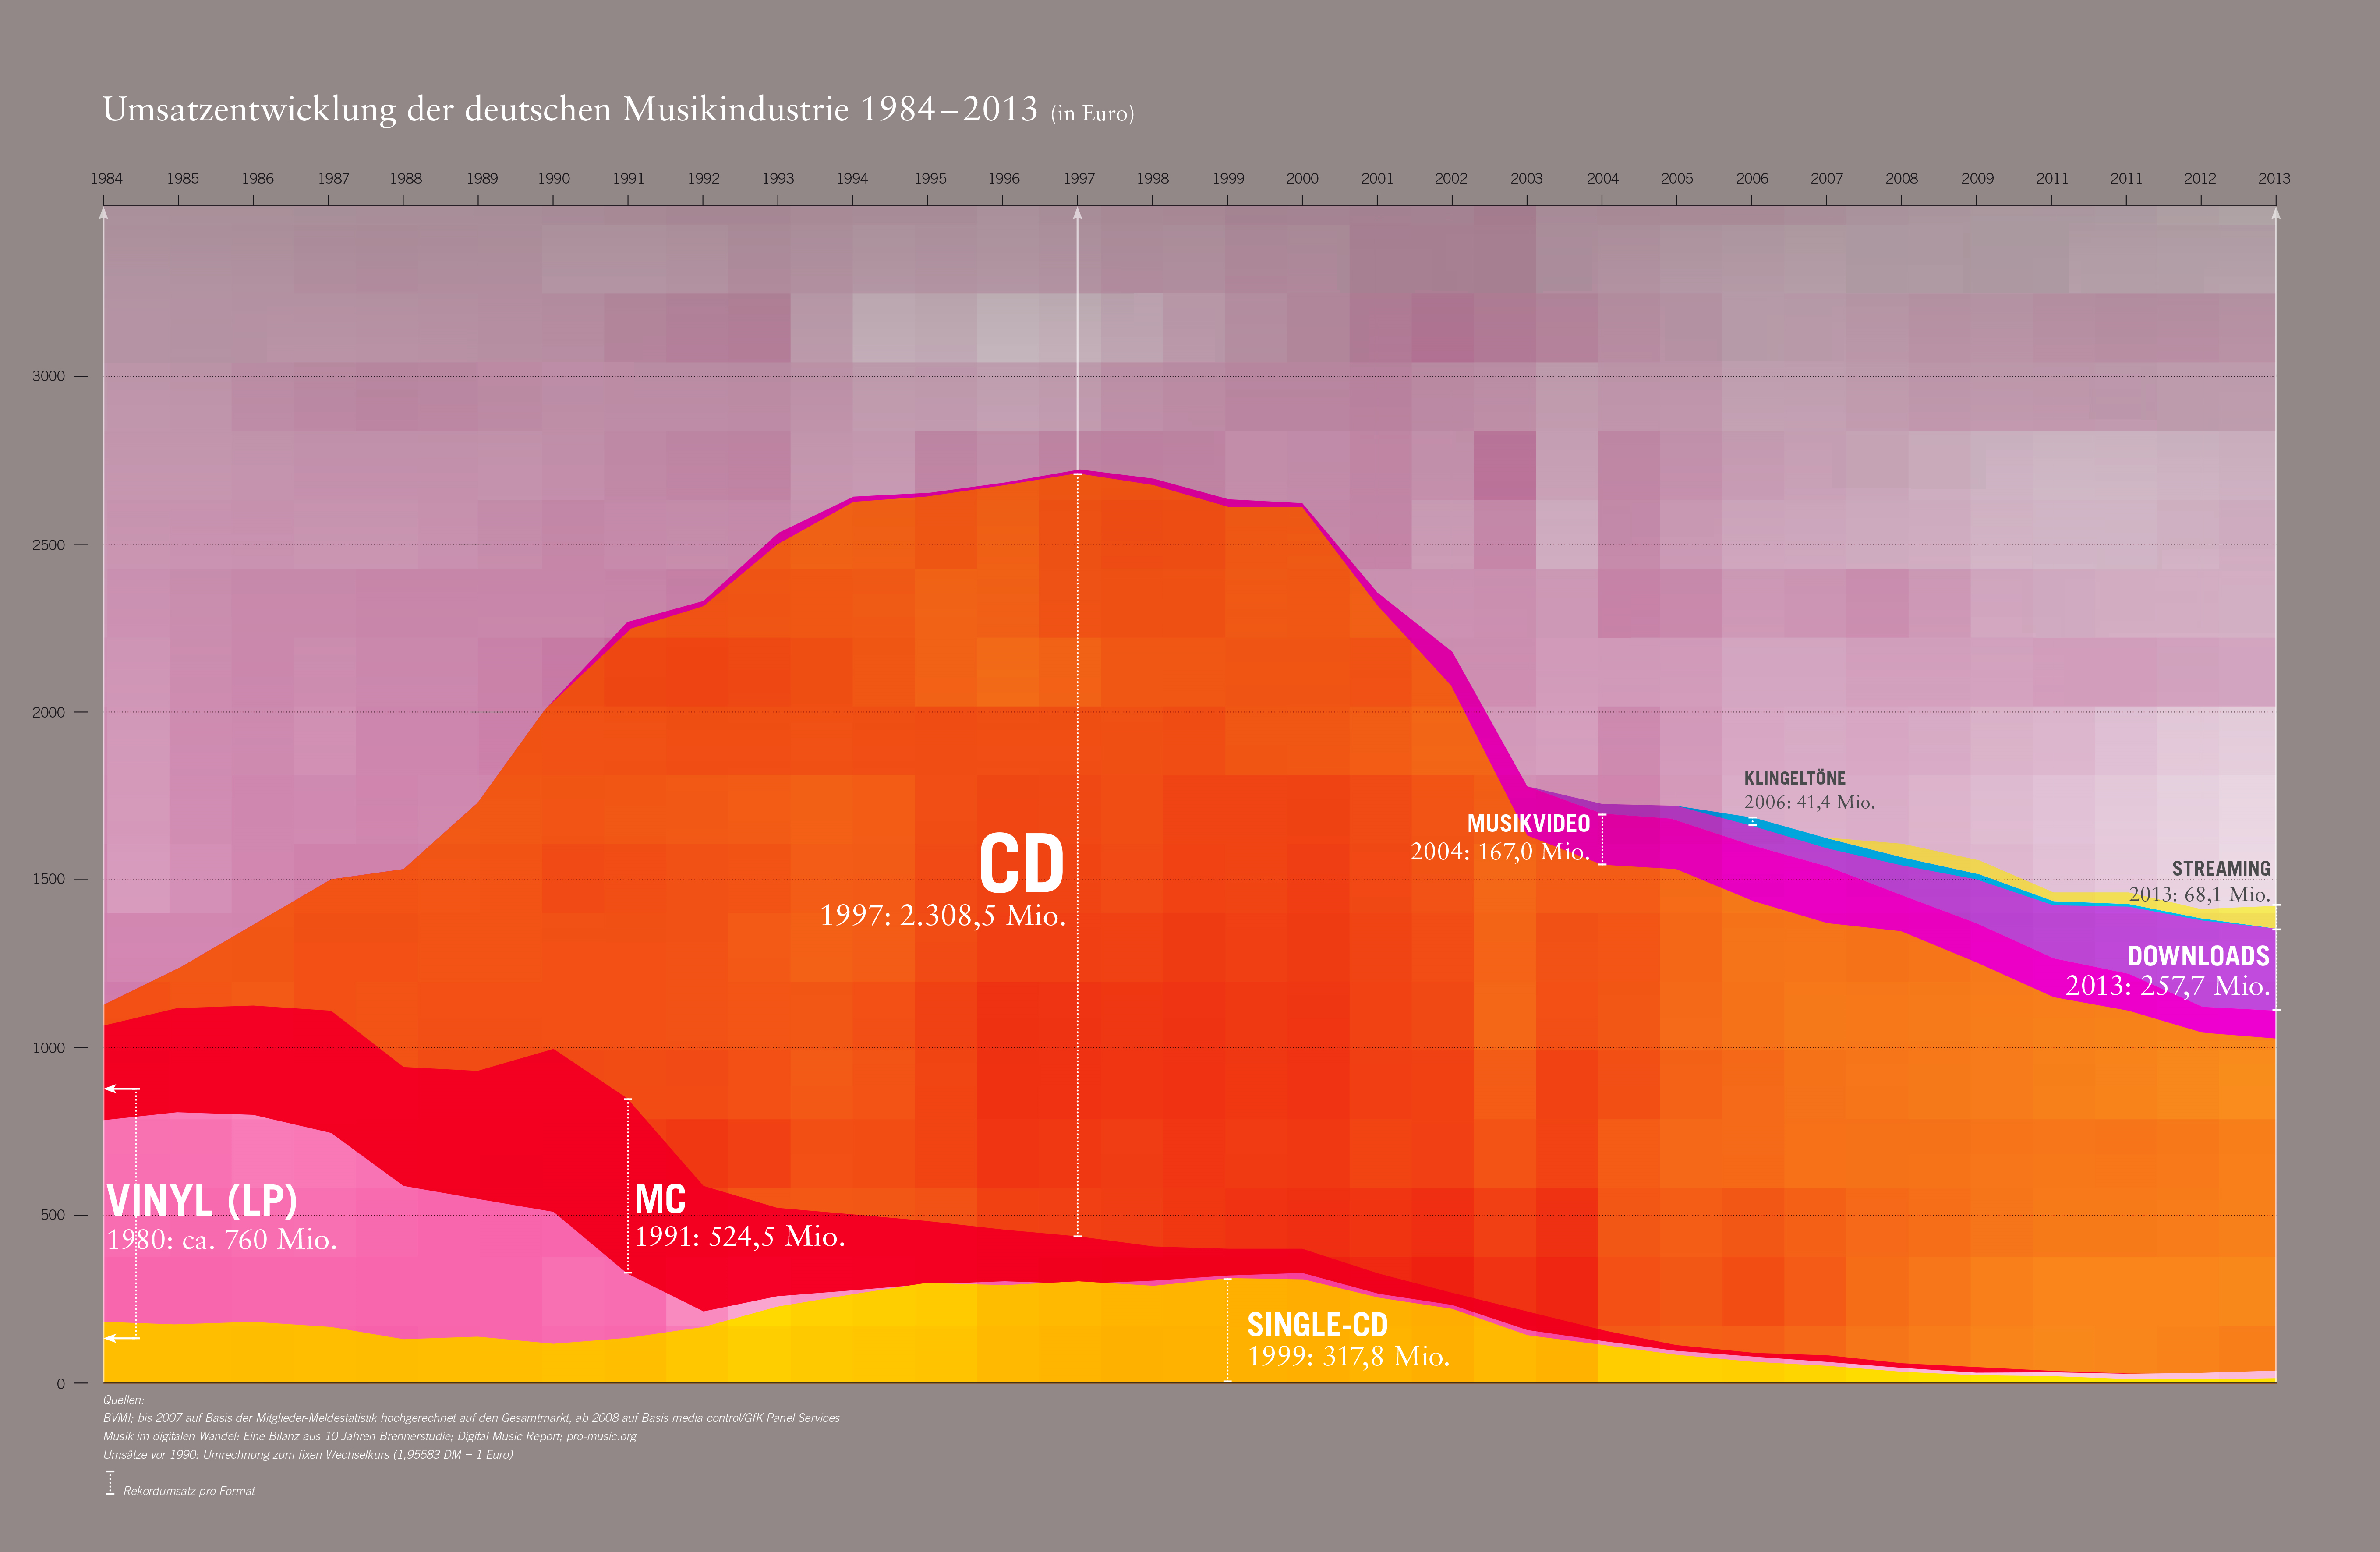 Umsatzentwicklung der deutschen Musikindustrie 1984–2013 (in Euro)
1984 1985 1986 1987 1988 1989 1990 1991 1992 1993 1994 1995 1996 1997 1998 1999 2000 2001 2002 2003 2004 2005 2006 2007 2008 2009 2011 2011 2012 2013
3000
2500
2000
1500
1000
500
0
KLINGELTÖNE
2006: 41,4 Mio.
MUSIKVIDEO
2004: 167,0 Mio.
CD
1997: 2.308,5 Mio.
STREAMING
2013: 68,1 Mio.
DOWNLOADS
2013: 257,7 Mio.
VINYL (LP)
1980: ca. 760 Mio.
MC
1991: 524,5 Mio.
SINGLE-CD
1999: 317,8 Mio.
Quellen:
BVMI; bis 2007 auf Basis der Mitglieder-Meldestatistik hochgerechnet auf den Gesamtmarkt, ab 2008 auf Basis media control/GfK Panel Services
Musik im digitalen Wandel: Eine Bilanz aus 10 Jahren Brennerstudie; Digital Music Report; pro-music.org
Umsätze vor 1990: Umrechnung zum fixen Wechselkurs (1,95583 DM = 1 Euro)
Rekordumsatz pro Format